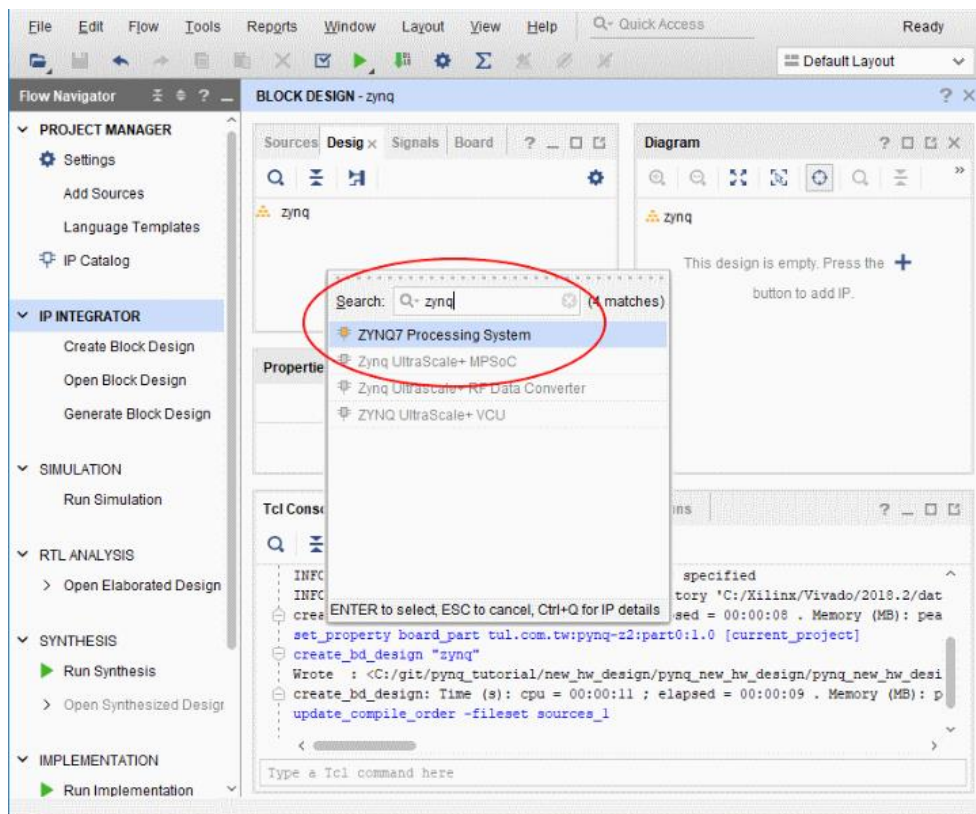 File Edit Flow Tools Reports Window Layout View Help Q- Quick Access Ready
Default Layout
Flow Navigator
PROJECT MANAGER
Settings
Add Sources
Language Templates
IP Catalog
IP INTEGRATOR
Create Block Design
Open Block Design
Generate Block Design
SIMULATION
Run Simulation
RTL ANALYSIS
Open Elaborated Design
SYNTHESIS
Run Synthesis
Open Synthesized Desigr
IMPLEMENTATION
Run Implementation
BLOCK DESIGN - zynq
Sources Desig Signals Board
zynq
Diagram
zynq
This design is empty. Press the
button to add IP.
Search: zynq (4 matches)
ZYNQ7 Processing System
Zynq UltraScale+ MPSoC
Zynq Ultrascale+ RF Data Converter
ZYNQ UltraScale+ VCU
ENTER to select, ESC to cancel, Ctrl+Q for IP details
Propertie
Tcl Conso ns
INFO specified
INFO tory 'C:/Xilinx/Vivado/2018.2/dat
crea sed = 00:00:08 . Memory (MB): pea
set_property board_part tul.com.tw:pynq-z2:part0:1.0 [current_project]
create_bd_design "zynq"
Wrote : <C:/git/pynq_tutorial/new_hw_design/pynq_new_hw_design/pynq_new_hw_desi
create_bd_design: Time (s): cpu = 00:00:11 ; elapsed = 00:00:09 . Memory (MB): p
update_compile_order -fileset sources_1
Type a Tcl command here